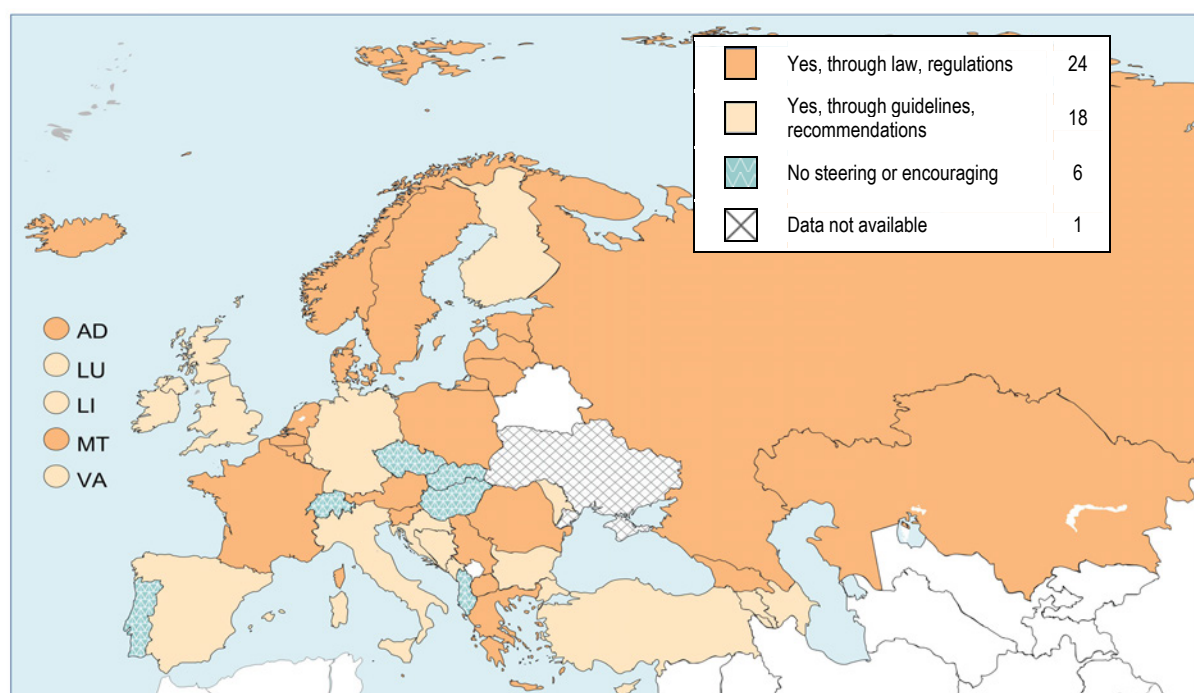 Yes, through law, regulations 24
Yes, through guidelines,
recommendations 18
No steering or encouraging 6
Data not available 1
AD
LU
LI
MT
VA